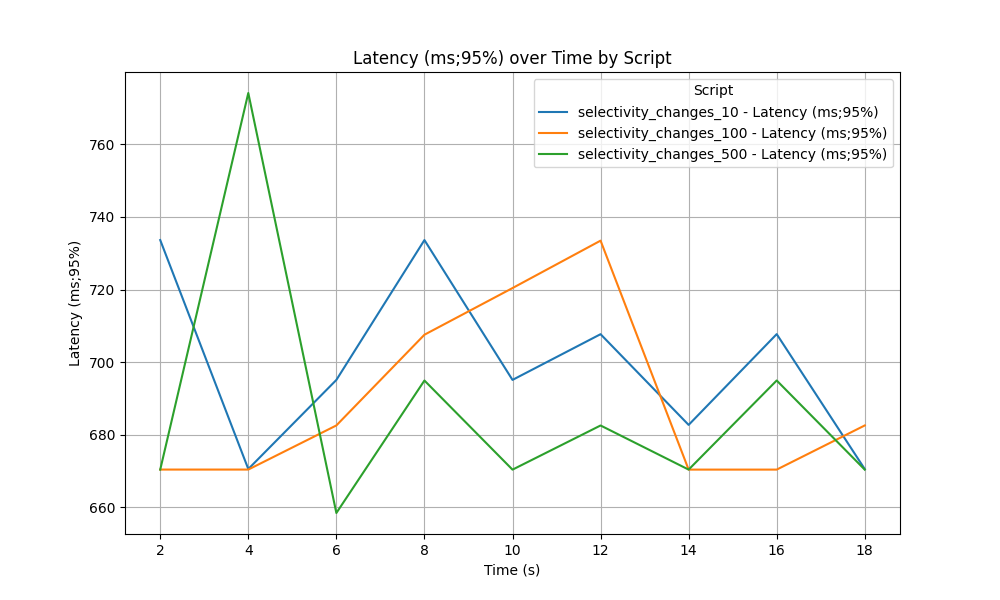 Latency (ms;95%) over Time by Script
Script
selectivity_changes_10 - Latency (ms;95%)
selectivity_changes_100 - Latency (ms;95%)
selectivity_changes_500 - Latency (ms;95%)
Latency (ms;95%)
760
740
720
700
680
660
2 4 6 8 10 12 14 16 18
Time (s)